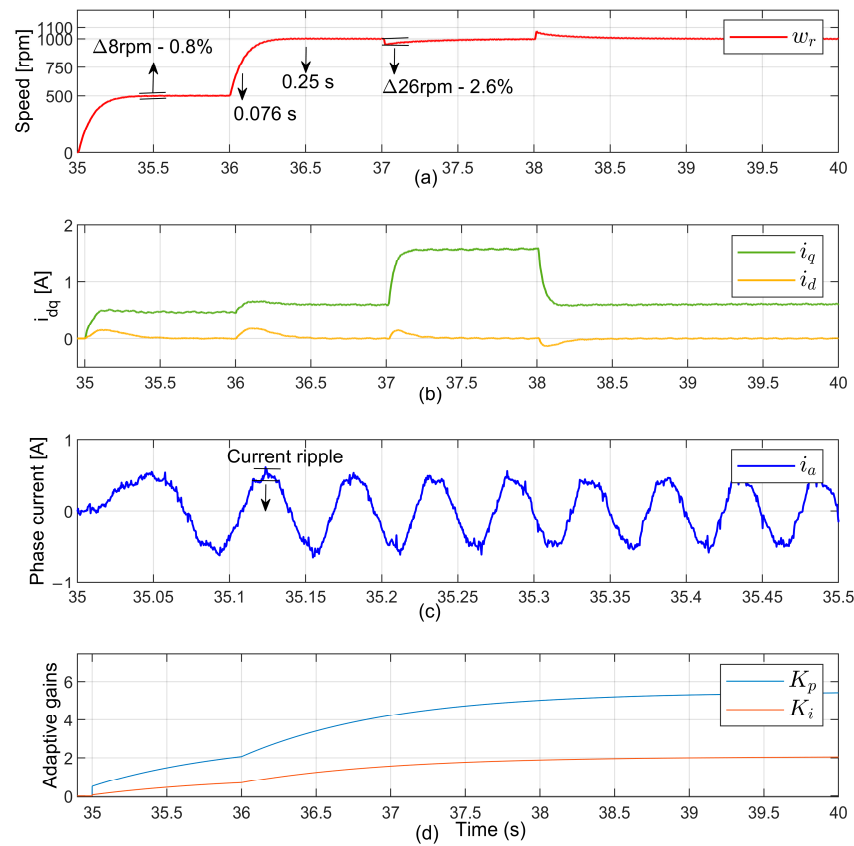 Speed [rpm]
1100
1000
750
500
0
Δ8rpm - 0.8%
0.076 s
0.25 s
Δ26rpm - 2.6%
w_r
35 35.5 36 36.5 37 37.5 38 38.5 39 39.5 40
(a)
i_dq [A]
2
1
0
i_q
i_d
35 35.5 36 36.5 37 37.5 38 38.5 39 39.5 40
(b)
Phase current [A]
1
0
−1
Current ripple
i_a
35 35.05 35.1 35.15 35.2 35.25 35.3 35.35 35.4 35.45 35.5
(c)
Adaptive gains
6
4
2
0
K_p
K_i
35 35.5 36 36.5 37 37.5 38 38.5 39 39.5 40
(d) Time (s)